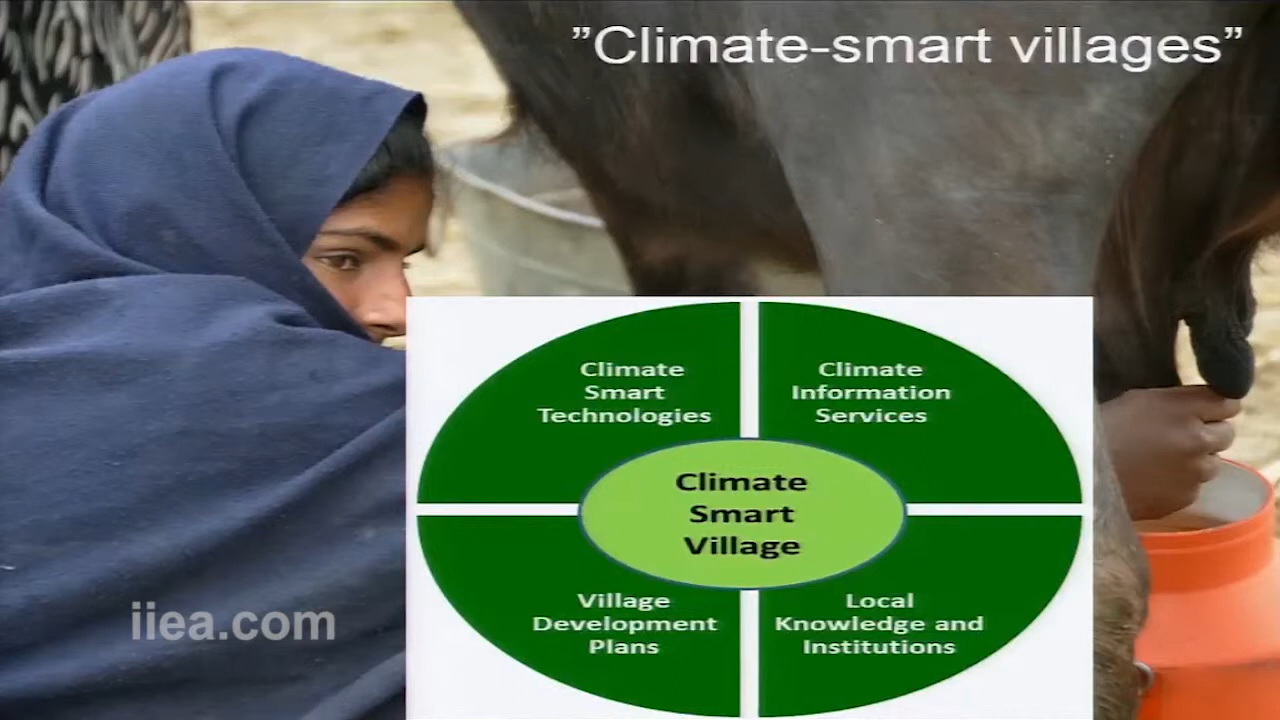 ”Climate-smart villages”
Climate
Smart
Technologies
Climate
Information
Services
Climate
Smart
Village
Village
Development
Plans
Local
Knowledge and
Institutions
iiea.com